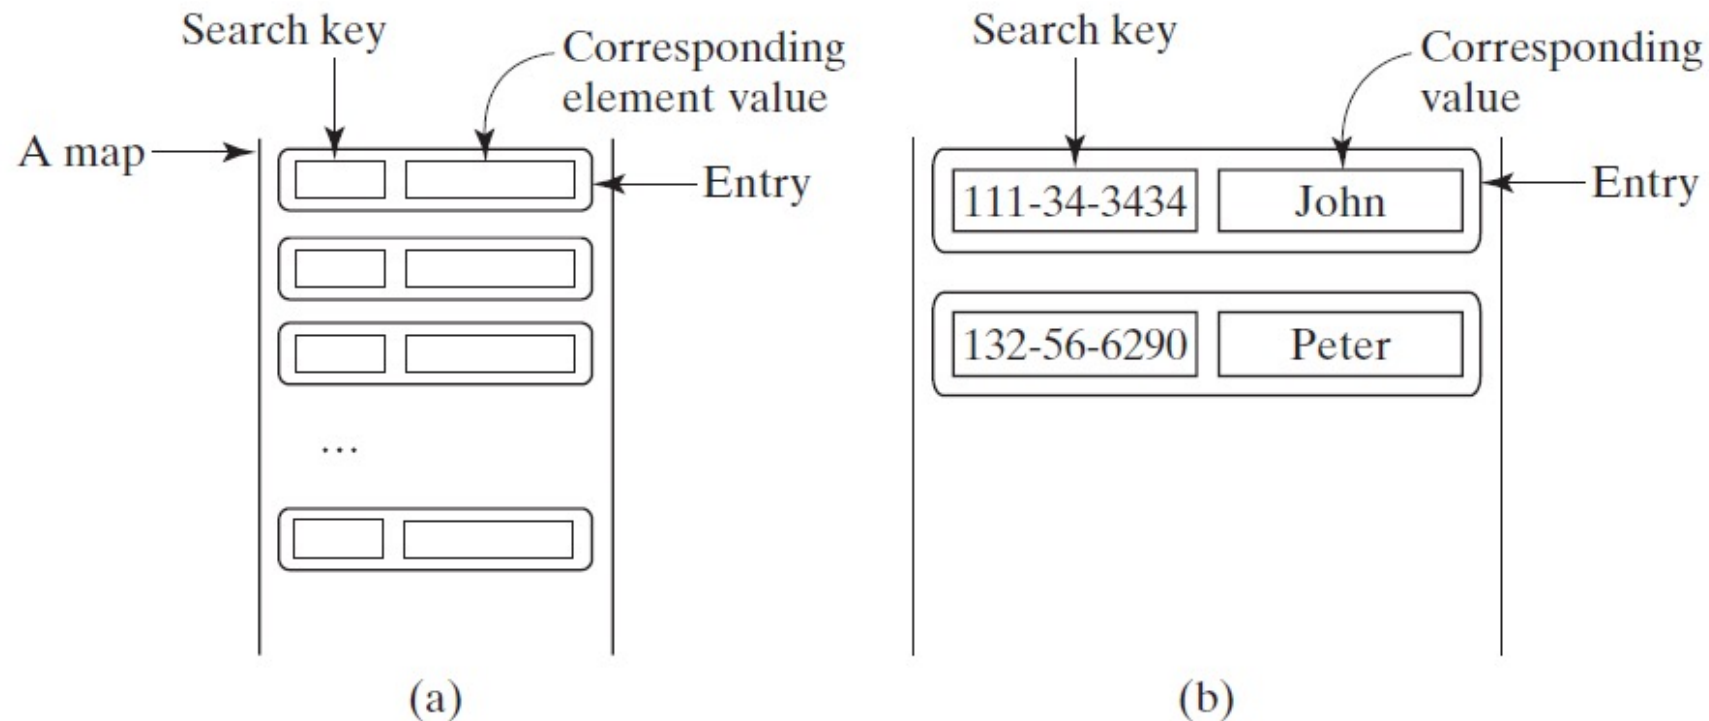 Search key
Corresponding
element value
A map
Entry
...
(a)
Search key
Corresponding
value
111-34-3434
John
Entry
132-56-6290
Peter
(b)